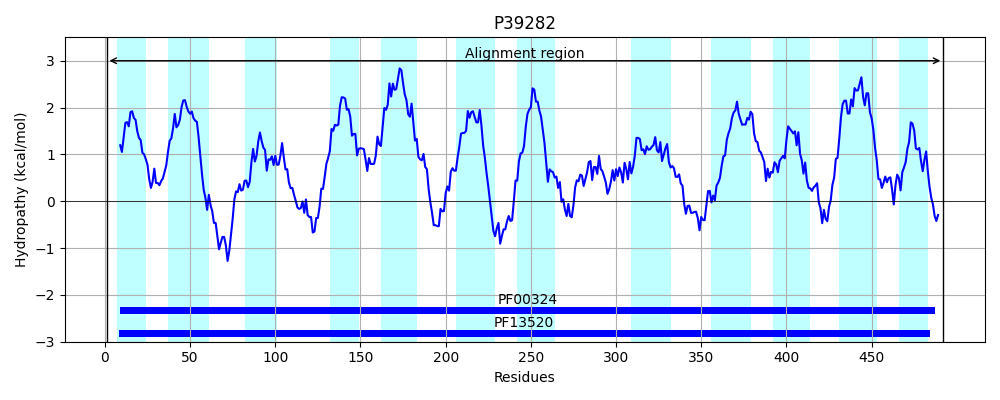 P39282
Alignment region
Hydropathy (kcal/mol)
3
2
1
0
−1
−2
−3
PF00324
PF13520
0 50 100 150 200 250 300 350 400 450
Residues